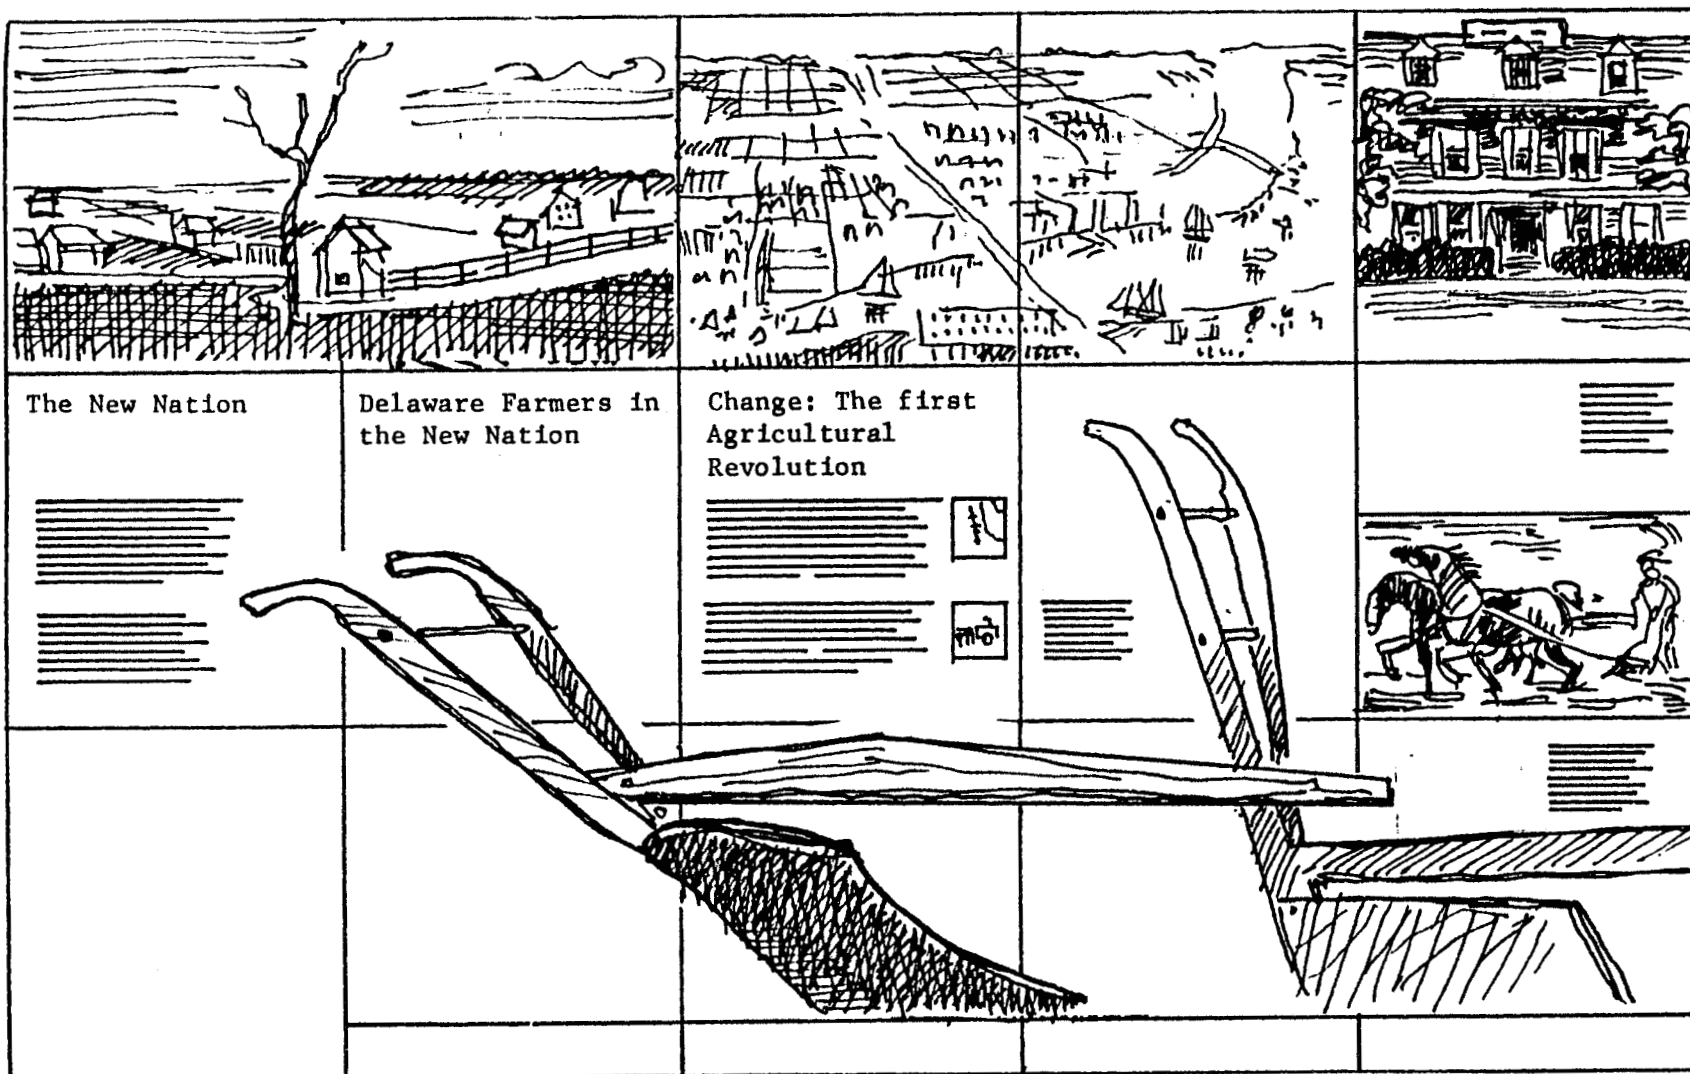 The New Nation
Delaware Farmers in
the New Nation
Change: The first
Agricultural
Revolution